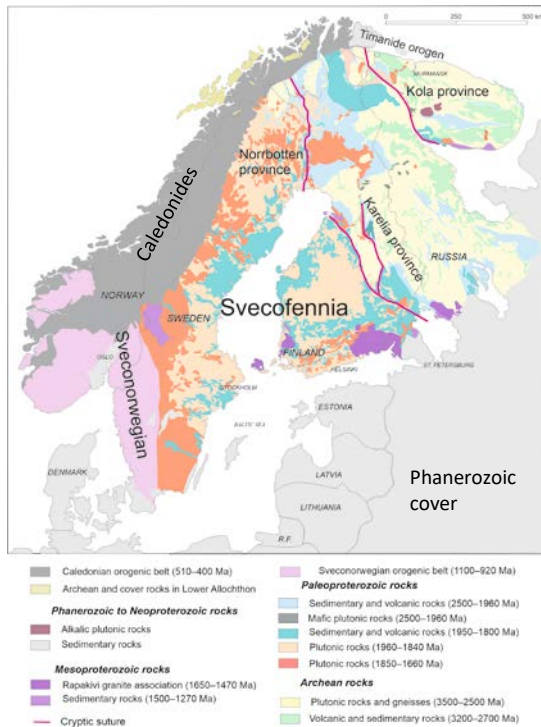 0 250 500 km
Timanide orogen
MURMANSK
Kola province
Norrbotten
province
Caledonides
Karelia province
RUSSIA
NORWAY
Svecofennia
SWEDEN
OSLO
Sveconorwegian
FINLAND
HELSINKI
ST. PETERSBURG
STOCKHOLM
ESTONIA
BALTIC SEA
DENMARK
LATVIA
Phanerozoic
cover
LITHUANIA
R.F.
Caledonian orogenic belt (510–400 Ma)
Archean and cover rocks in Lower Allochthon
Phanerozoic to Neoproterozoic rocks
Alkalic plutonic rocks
Sedimentary rocks
Mesoproterozoic rocks
Rapakivi granite association (1650–1470 Ma)
Sedimentary rocks (1500–1270 Ma)
Cryptic suture
Sveconorwegian orogenic belt (1100–920 Ma)
Paleoproterozoic rocks
Sedimentary and volcanic rocks (2500–1960 Ma)
Mafic plutonic rocks (2500–1960 Ma)
Sedimentary and volcanic rocks (1950–1800 Ma)
Plutonic rocks (1960–1840 Ma)
Plutonic rocks (1850–1660 Ma)
Archean rocks
Plutonic rocks and gneisses (3500–2500 Ma)
Volcanic and sedimentary rocks (3200–2700 Ma)